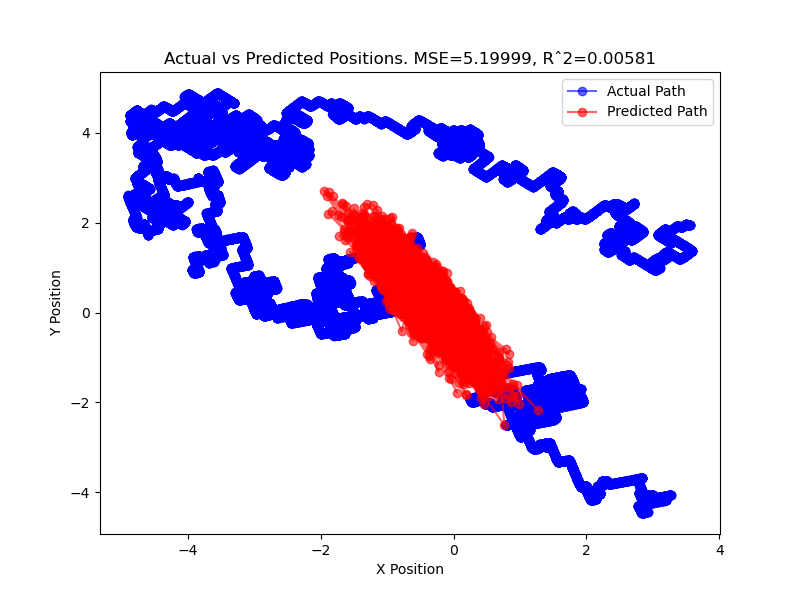 Actual vs Predicted Positions. MSE=5.19999, Rˆ2=0.00581
Actual Path
Predicted Path
Y Position
4
2
0
−2
−4
−4
−2
0
2
4
X Position